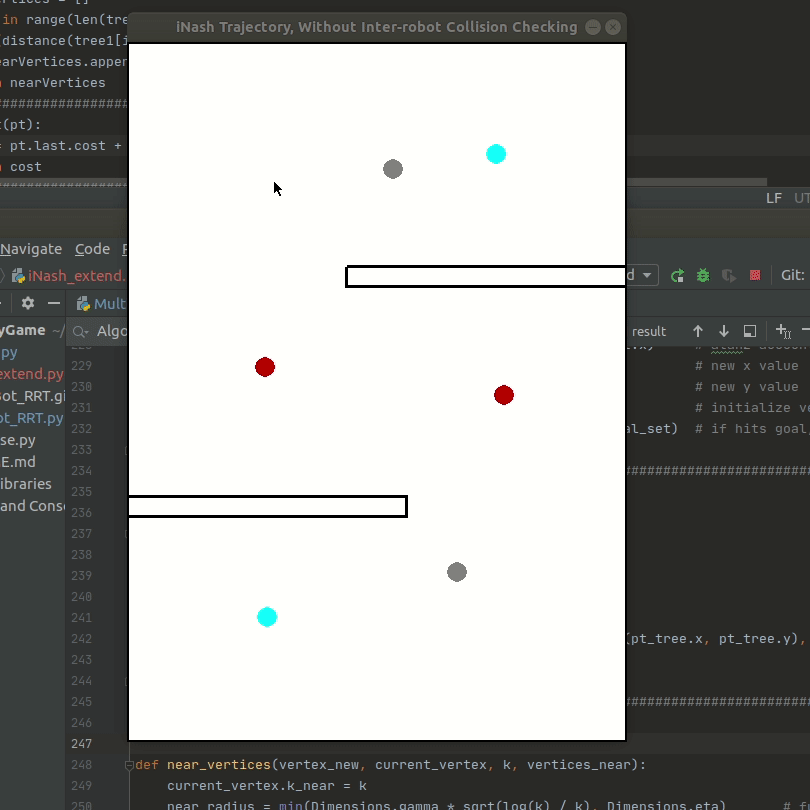 rtices = []
in range(len(tre
(distance(tree1[i
earVertices.apper
nearVertices
################
t(pt):
= pt.last.cost +
cost
################
iNash Trajectory, Without Inter-robot Collision Checking
LF UT
Navigate Code
iNash_extend.
d
Git:
Mult
yGame ~/
Algo
result
.py
extend.py
Bot_RRT.gi
ot_RRT.py
se.py
E.md
ibraries
and Conso
229 # new x value
230 # new y value
231 # initialize ve
232 al_set) # if hits goal,
233
234 #######################
235
236
237
238
239
240
241
242 (pt_tree.x, pt_tree.y),
243
244
245 #######################
246
247
248 def near_vertices(vertex_new, current_vertex, k, vertices_near):
249 current_vertex.k_near = k
250 near_radius = min(Dimensions.gamma * sqrt(log(k) / k), Dimensions.eta) # fo